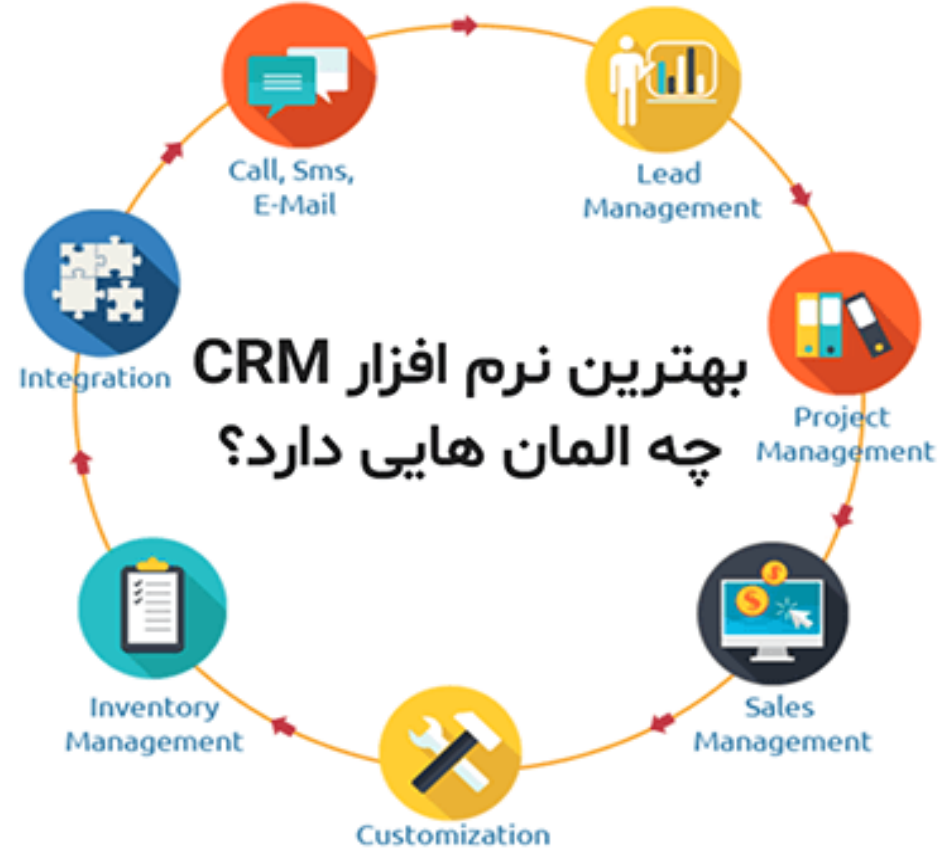 Call, Sms,
E-Mail
Lead
Management
Integration
بهترین نرم افزار CRM
چه المان هایی دارد؟
Project
Management
Inventory
Management
Sales
Management
Customization